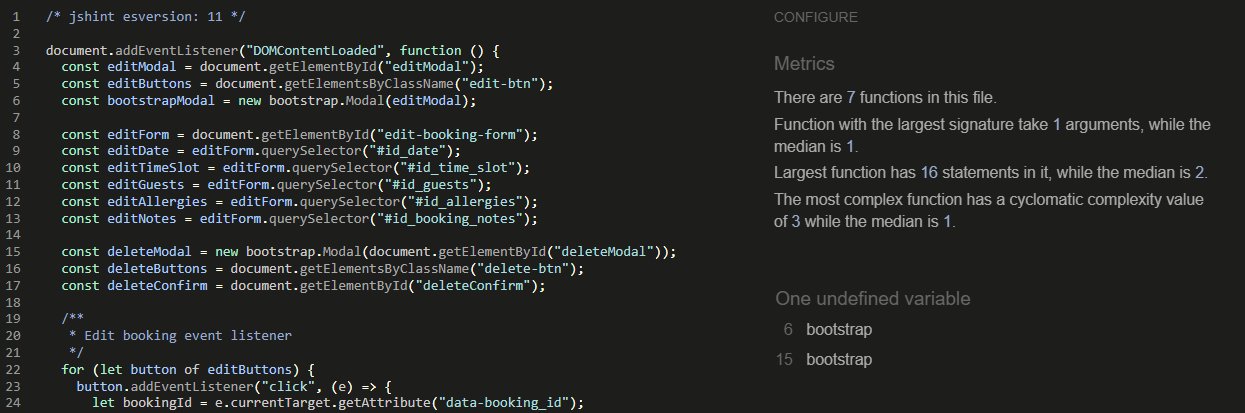 1 /* jshint esversion: 11 */
2
3 document.addEventListener("DOMContentLoaded", function () {
4 const editModal = document.getElementById("editModal");
5 const editButtons = document.getElementsByClassName("edit-btn");
6 const bootstrapModal = new bootstrap.Modal(editModal);
7
8 const editForm = document.getElementById("edit-booking-form");
9 const editDate = editForm.querySelector("#id_date");
10 const editTimeSlot = editForm.querySelector("#id_time_slot");
11 const editGuests = editForm.querySelector("#id_guests");
12 const editAllergies = editForm.querySelector("#id_allergies");
13 const editNotes = editForm.querySelector("#id_booking_notes");
14
15 const deleteModal = new bootstrap.Modal(document.getElementById("deleteModal"));
16 const deleteButtons = document.getElementsByClassName("delete-btn");
17 const deleteConfirm = document.getElementById("deleteConfirm");
18
19 /**
20 * Edit booking event listener
21 */
22 for (let button of editButtons) {
23 button.addEventListener("click", (e) => {
24 let bookingId = e.currentTarget.getAttribute("data-booking_id");
CONFIGURE
Metrics
There are 7 functions in this file.
Function with the largest signature take 1 arguments, while the
median is 1.
Largest function has 16 statements in it, while the median is 2.
The most complex function has a cyclomatic complexity value
of 3 while the median is 1.
One undefined variable
6 bootstrap
15 bootstrap